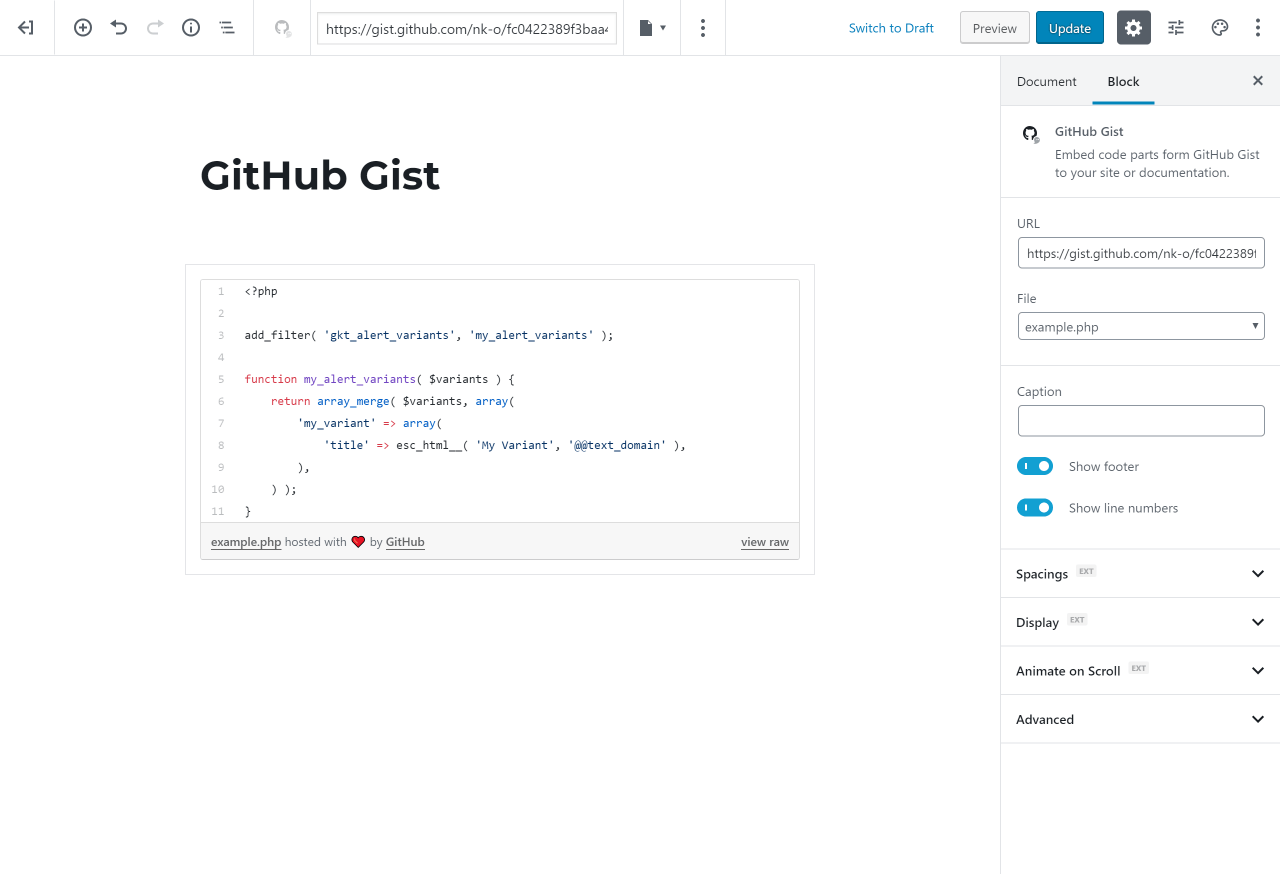 https://gist.github.com/nk-o/fc0422389f3baa4
Switch to Draft
Preview
Update
Document
Block
GitHub Gist
Embed code parts form GitHub Gist
to your site or documentation.
URL
https://gist.github.com/nk-o/fc0422389f
File
example.php
Caption
Show footer
Show line numbers
Spacings EXT
Display EXT
Animate on Scroll EXT
Advanced
GitHub Gist
1 <?php
2
3 add_filter( 'gkt_alert_variants', 'my_alert_variants' );
4
5 function my_alert_variants( $variants ) {
6     return array_merge( $variants, array(
7         'my_variant' => array(
8             'title' => esc_html__( 'My Variant', '@@text_domain' ),
9         ),
10     ) );
11 }
example.php hosted with ❤ by GitHub
view raw